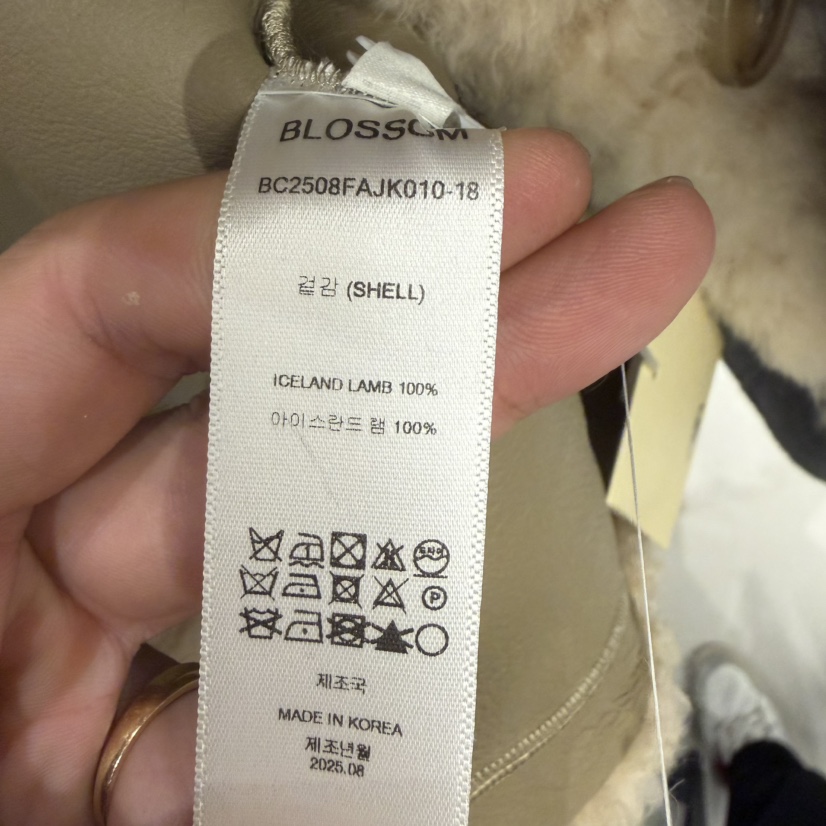 BLOSSOM
BC2508FAJK010-18
겉감 (SHELL)
ICELAND LAMB 100%
아이스란드 램 100%
P
제조국
MADE IN KOREA
제조년월
2025.08